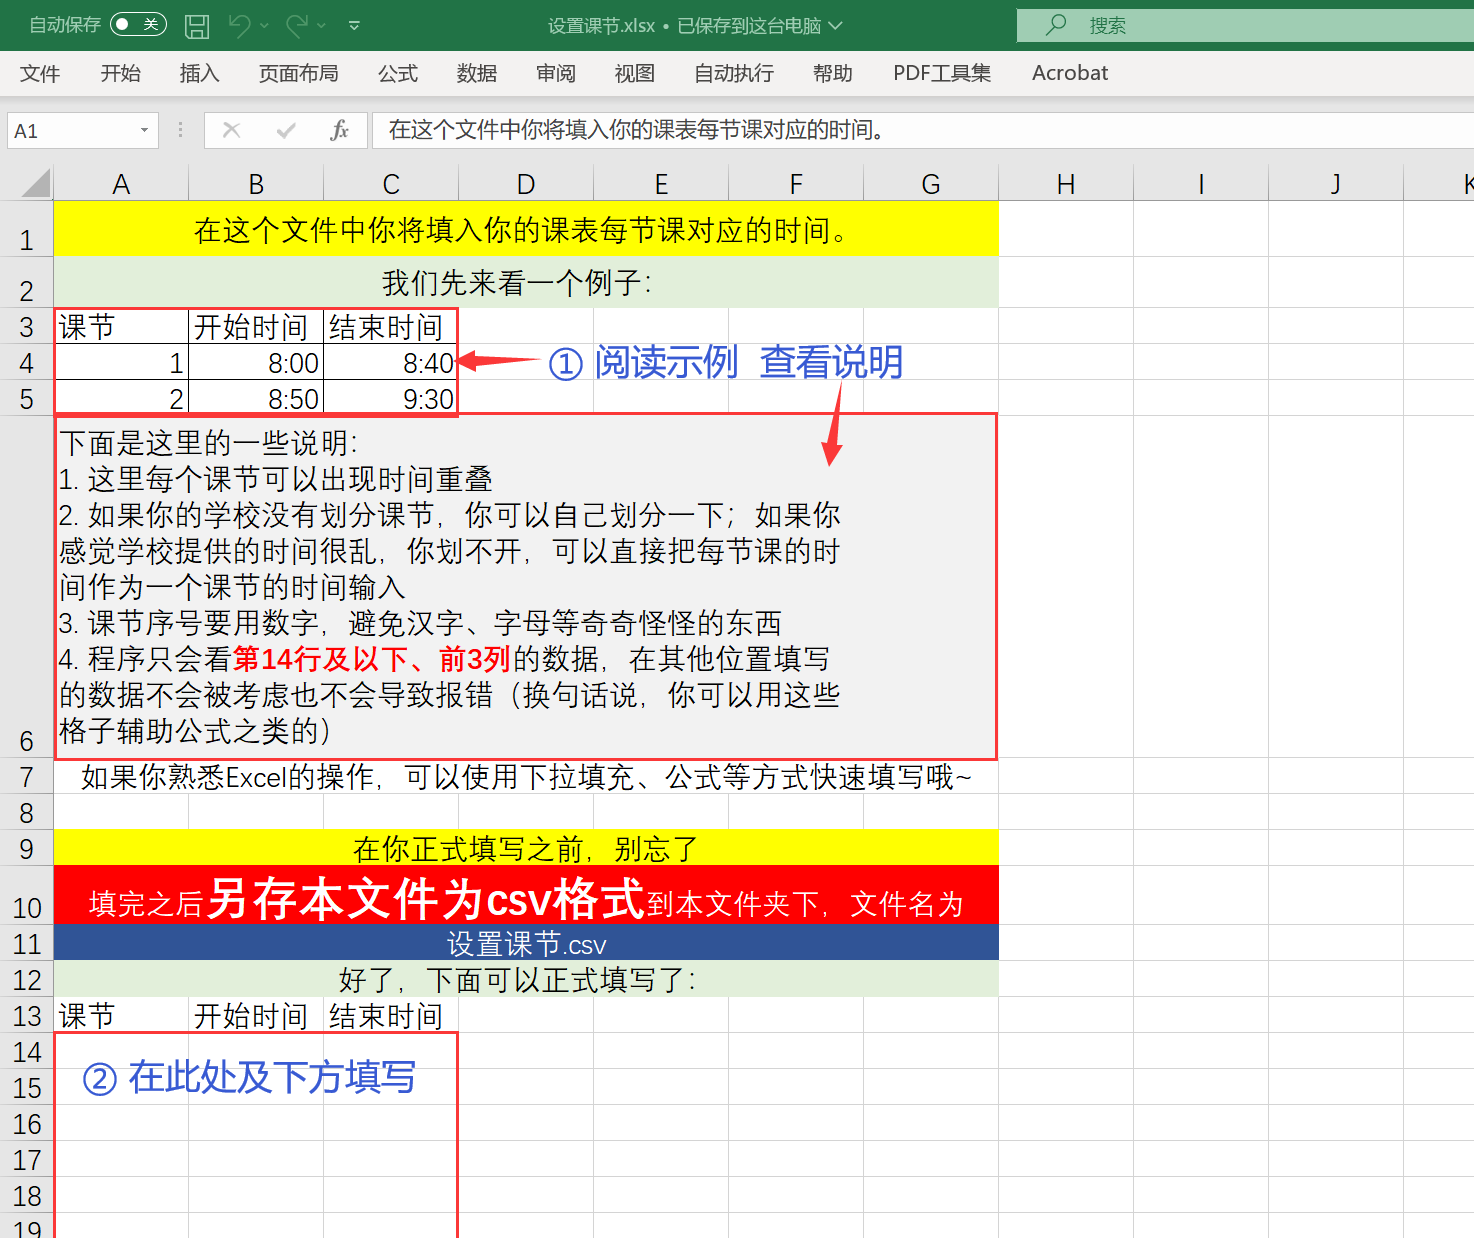 自动保存 关 设置课节.xlsx • 已保存到这台电脑 搜索
文件 开始 插入 页面布局 公式 数据 审阅 视图 自动执行 帮助 PDF工具集 Acrobat
A1 fx 在这个文件中你将填入你的课表每节课对应的时间。
A B C D E F G H I J K
1 在这个文件中你将填入你的课表每节课对应的时间。
2 我们先来看一个例子：
3 课节 开始时间 结束时间
4 1 8:00 8:40 ① 阅读示例 查看说明
5 2 8:50 9:30
下面是这里的一些说明：
1. 这里每个课节可以出现时间重叠
2. 如果你的学校没有划分课节，你可以自己划分一下；如果你
感觉学校提供的时间很乱，你划不开，可以直接把每节课的时
间作为一个课节的时间输入
3. 课节序号要用数字，避免汉字、字母等奇奇怪怪的东西
4. 程序只会看第14行及以下、前3列的数据，在其他位置填写
的数据不会被考虑也不会导致报错（换句话说，你可以用这些
6 格子辅助公式之类的）
7 如果你熟悉Excel的操作，可以使用下拉填充、公式等方式快速填写哦~
8
9 在你正式填写之前，别忘了
10 填完之后另存本文件为csv格式到本文件夹下，文件名为
11 设置课节.csv
12 好了，下面可以正式填写了：
13 课节 开始时间 结束时间
14
② 在此处及下方填写
15
16
17
18
19